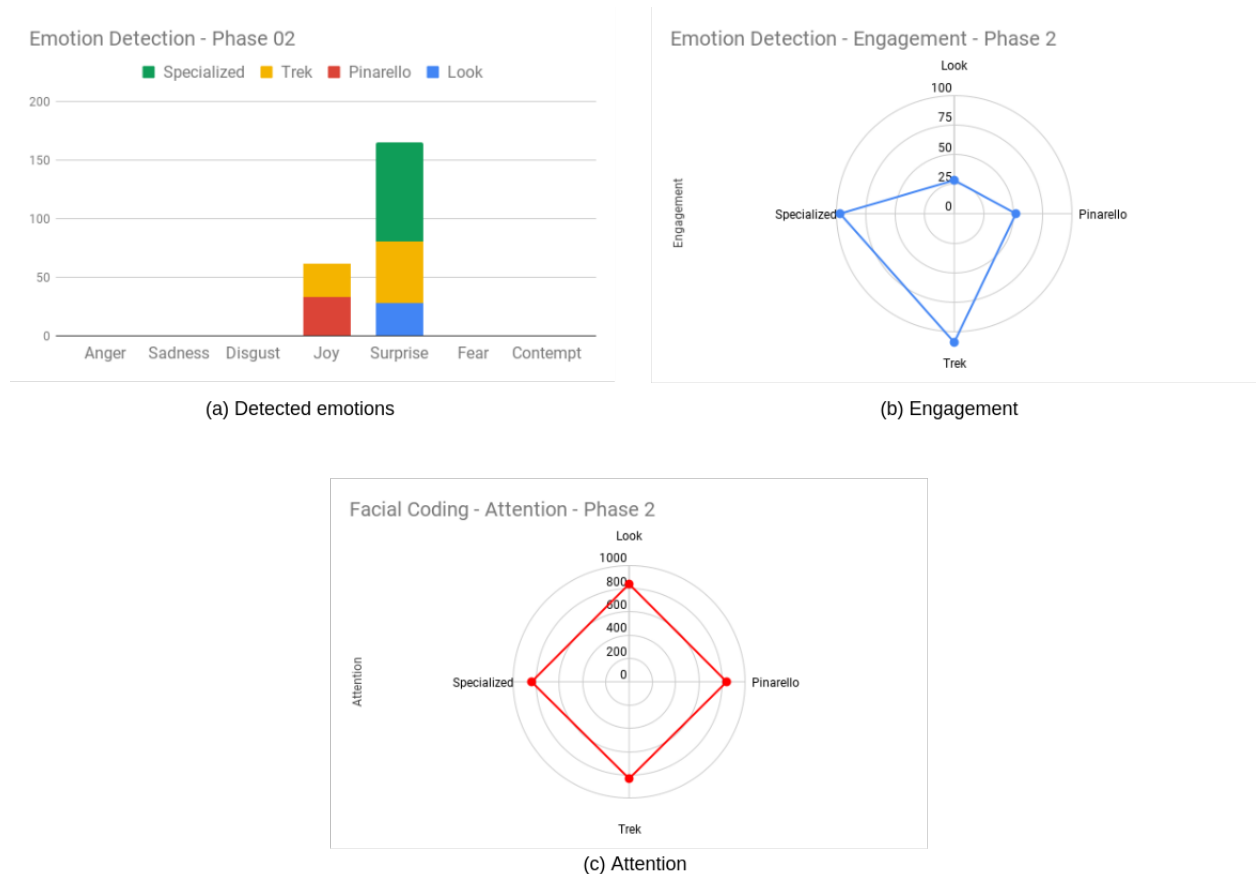 Emotion Detection - Phase 02
Specialized Trek Pinarello Look
200
150
100
50
0
Anger Sadness Disgust Joy Surprise Fear Contempt
(a) Detected emotions
Emotion Detection - Engagement - Phase 2
Look
100
75
50
25
0
Engagement
Specialized
Pinarello
Trek
(b) Engagement
Facial Coding - Attention - Phase 2
Look
1000
800
600
400
200
0
Attention
Specialized
Pinarello
Trek
(c) Attention